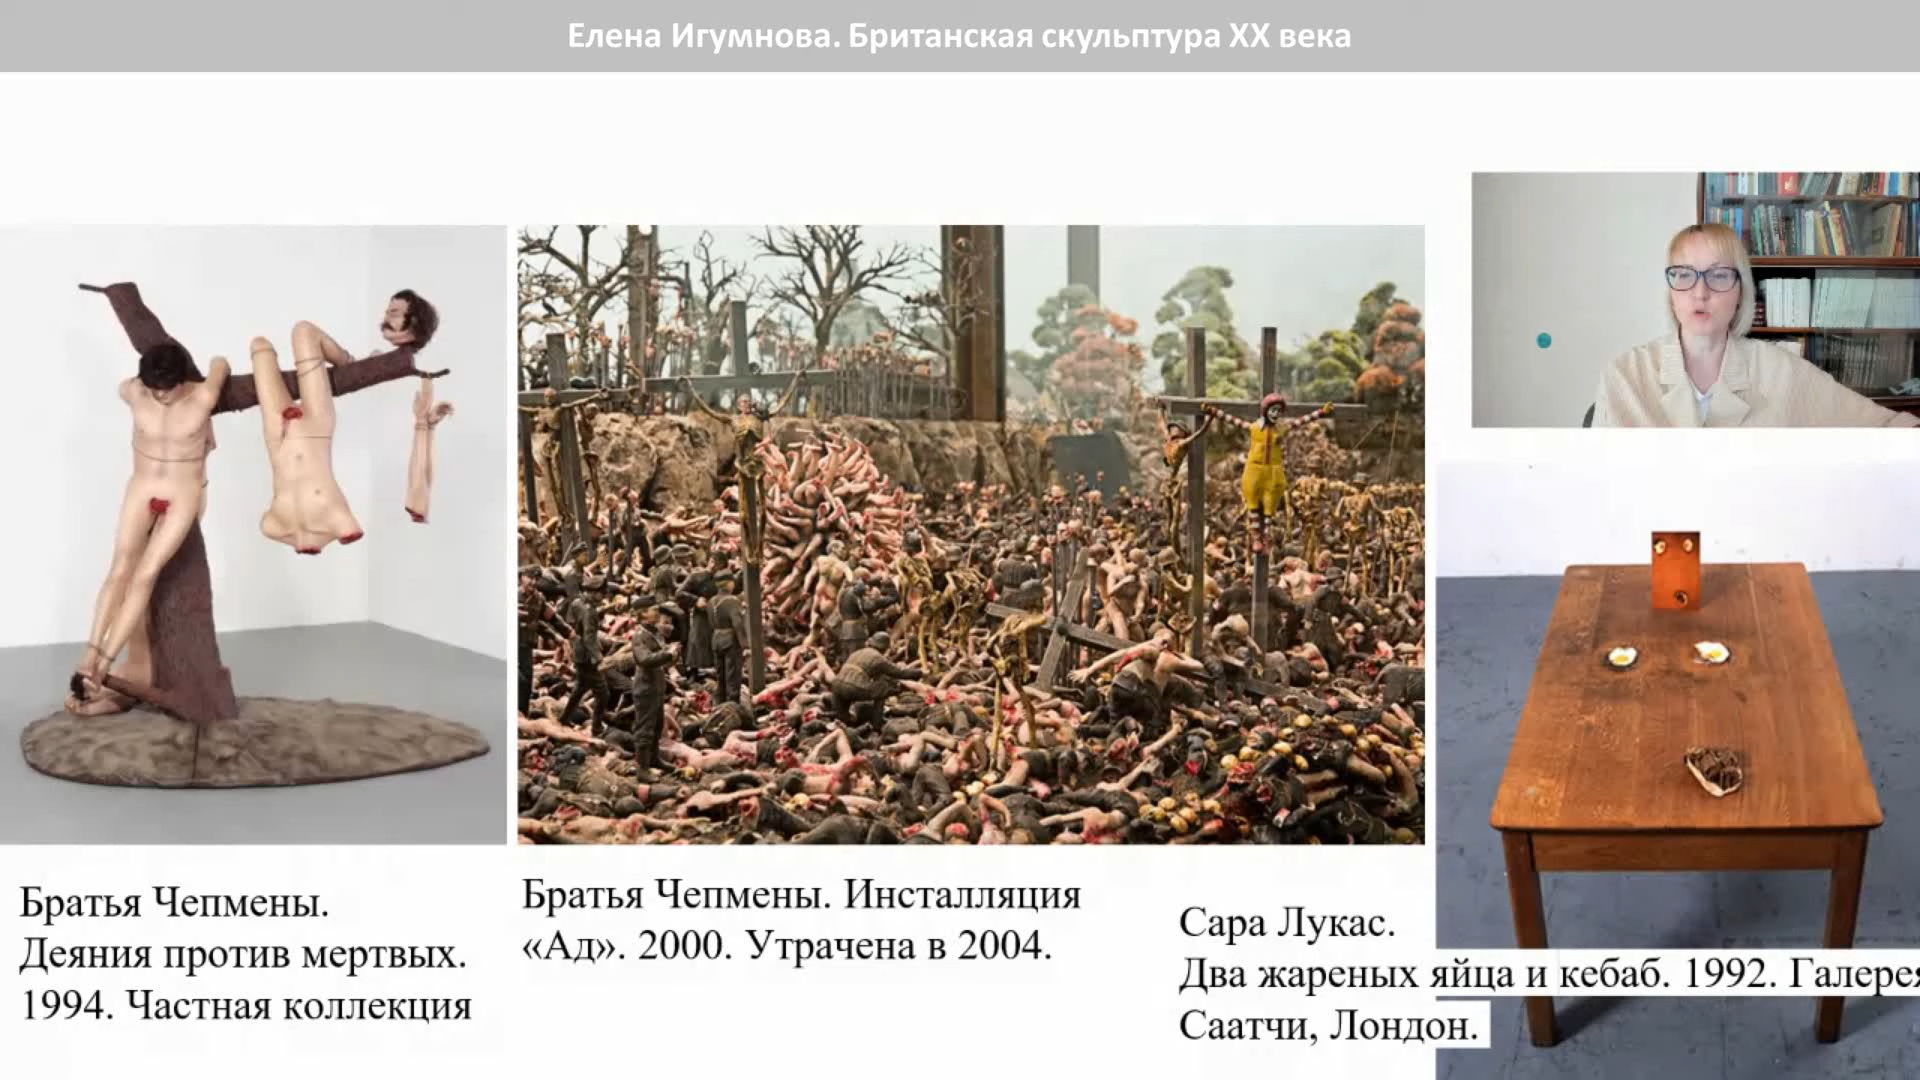 Елена Игумнова. Британская скульптура XX века
Братья Чепмены.
Деяния против мертвых.
1994. Частная коллекция
Братья Чепмены. Инсталляция
«Ад». 2000. Утрачена в 2004.
Сара Лукас.
Два жареных яйца и кебаб. 1992. Галерея
Саатчи, Лондон.